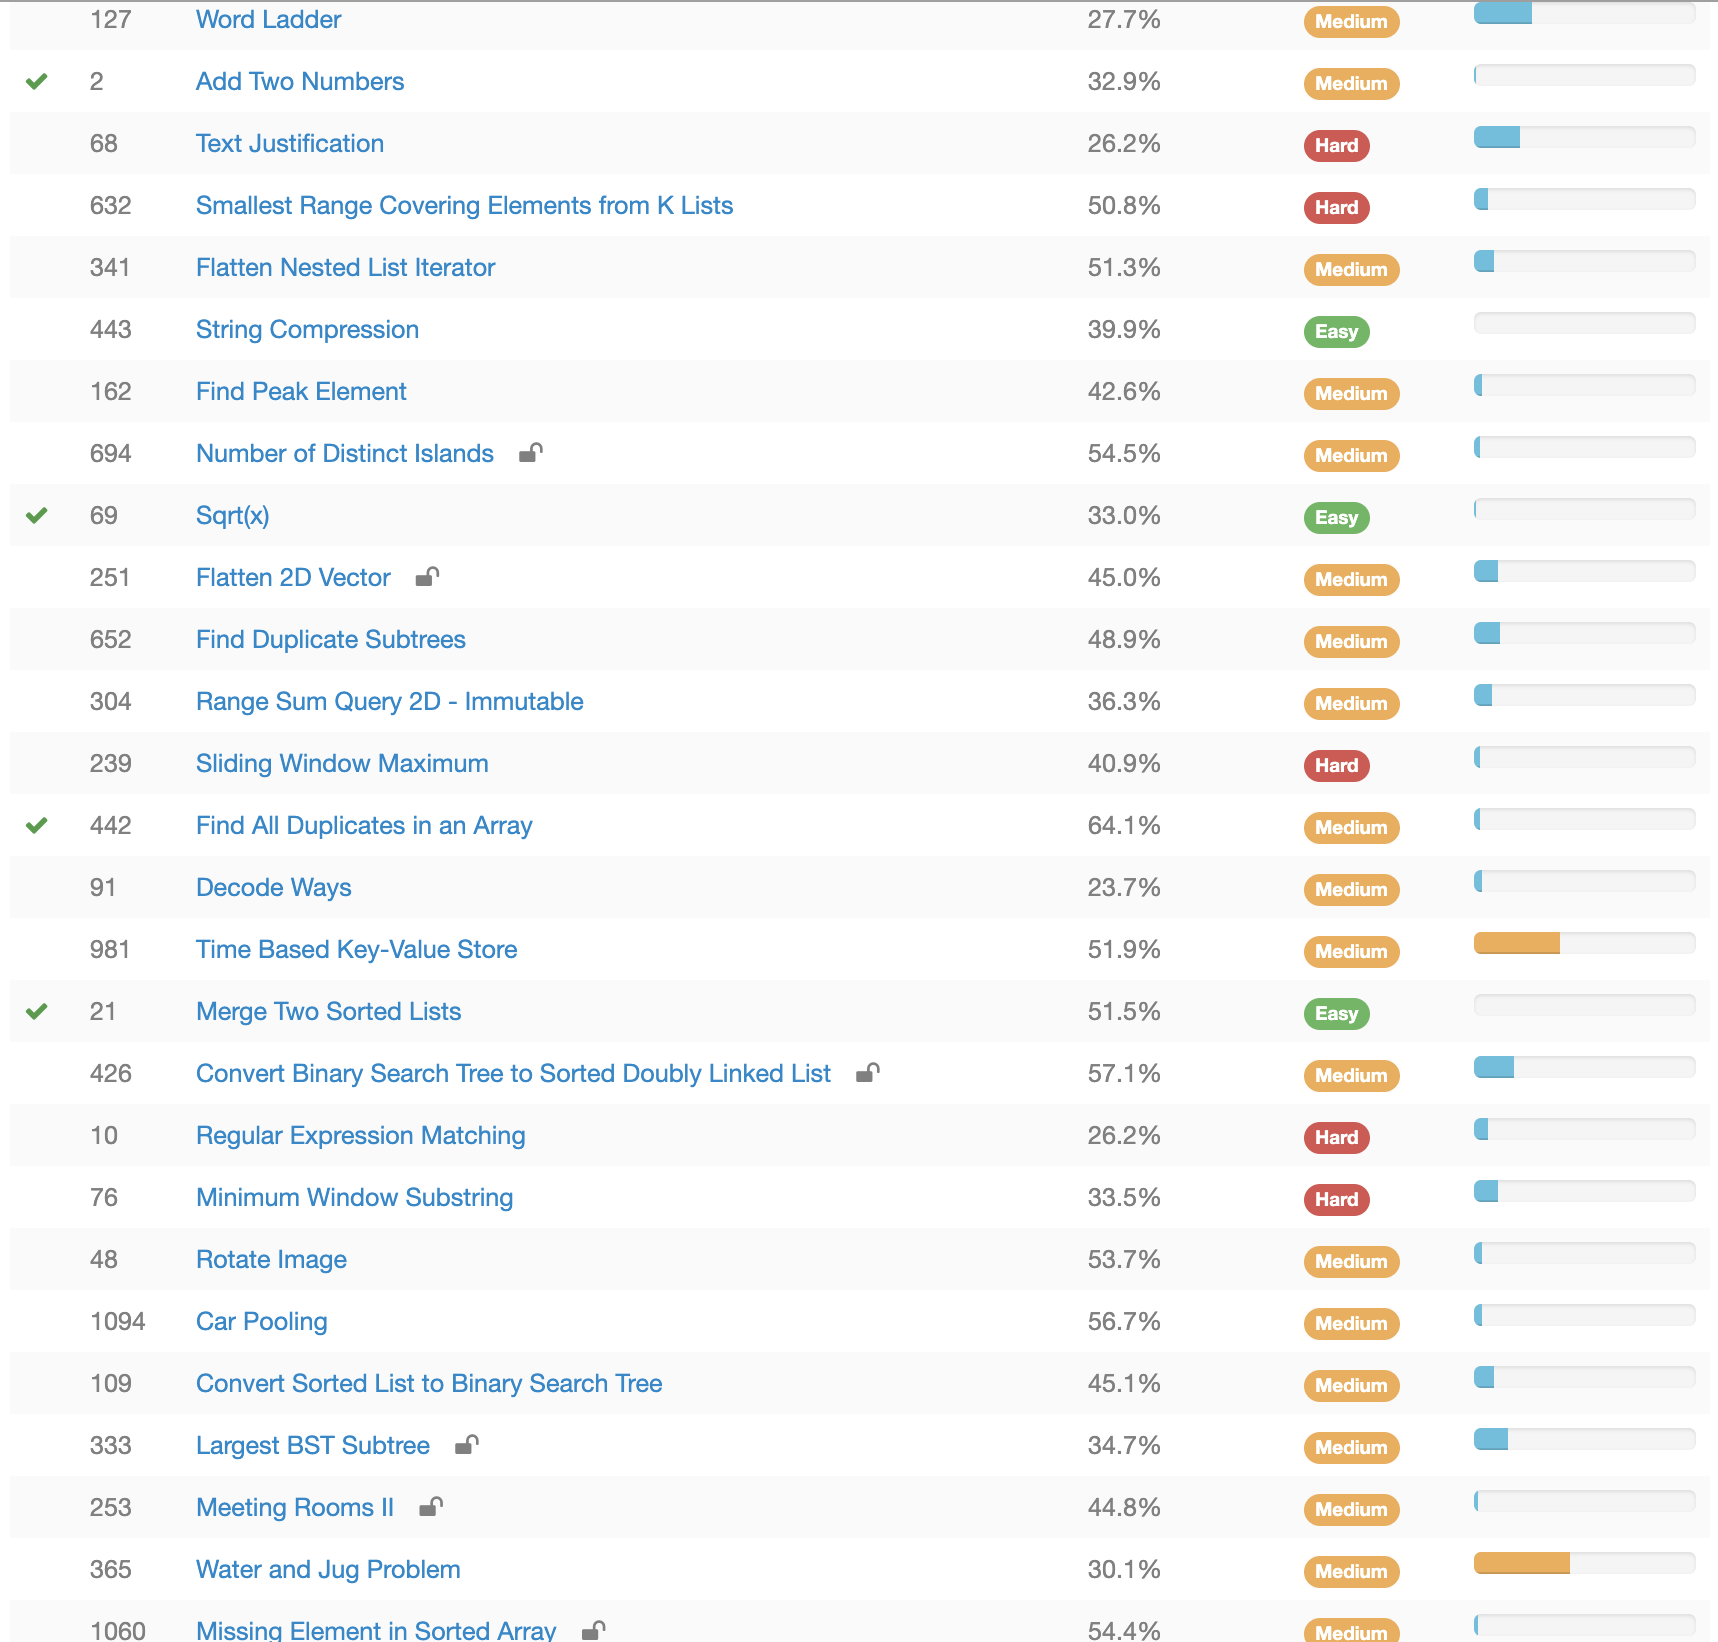 127 Word Ladder 27.7% Medium
2 Add Two Numbers 32.9% Medium
68 Text Justification 26.2% Hard
632 Smallest Range Covering Elements from K Lists 50.8% Hard
341 Flatten Nested List Iterator 51.3% Medium
443 String Compression 39.9% Easy
162 Find Peak Element 42.6% Medium
694 Number of Distinct Islands 54.5% Medium
69 Sqrt(x) 33.0% Easy
251 Flatten 2D Vector 45.0% Medium
652 Find Duplicate Subtrees 48.9% Medium
304 Range Sum Query 2D - Immutable 36.3% Medium
239 Sliding Window Maximum 40.9% Hard
442 Find All Duplicates in an Array 64.1% Medium
91 Decode Ways 23.7% Medium
981 Time Based Key-Value Store 51.9% Medium
21 Merge Two Sorted Lists 51.5% Easy
426 Convert Binary Search Tree to Sorted Doubly Linked List 57.1% Medium
10 Regular Expression Matching 26.2% Hard
76 Minimum Window Substring 33.5% Hard
48 Rotate Image 53.7% Medium
1094 Car Pooling 56.7% Medium
109 Convert Sorted List to Binary Search Tree 45.1% Medium
333 Largest BST Subtree 34.7% Medium
253 Meeting Rooms II 44.8% Medium
365 Water and Jug Problem 30.1% Medium
1060 Missing Element in Sorted Array 54.4% Medium